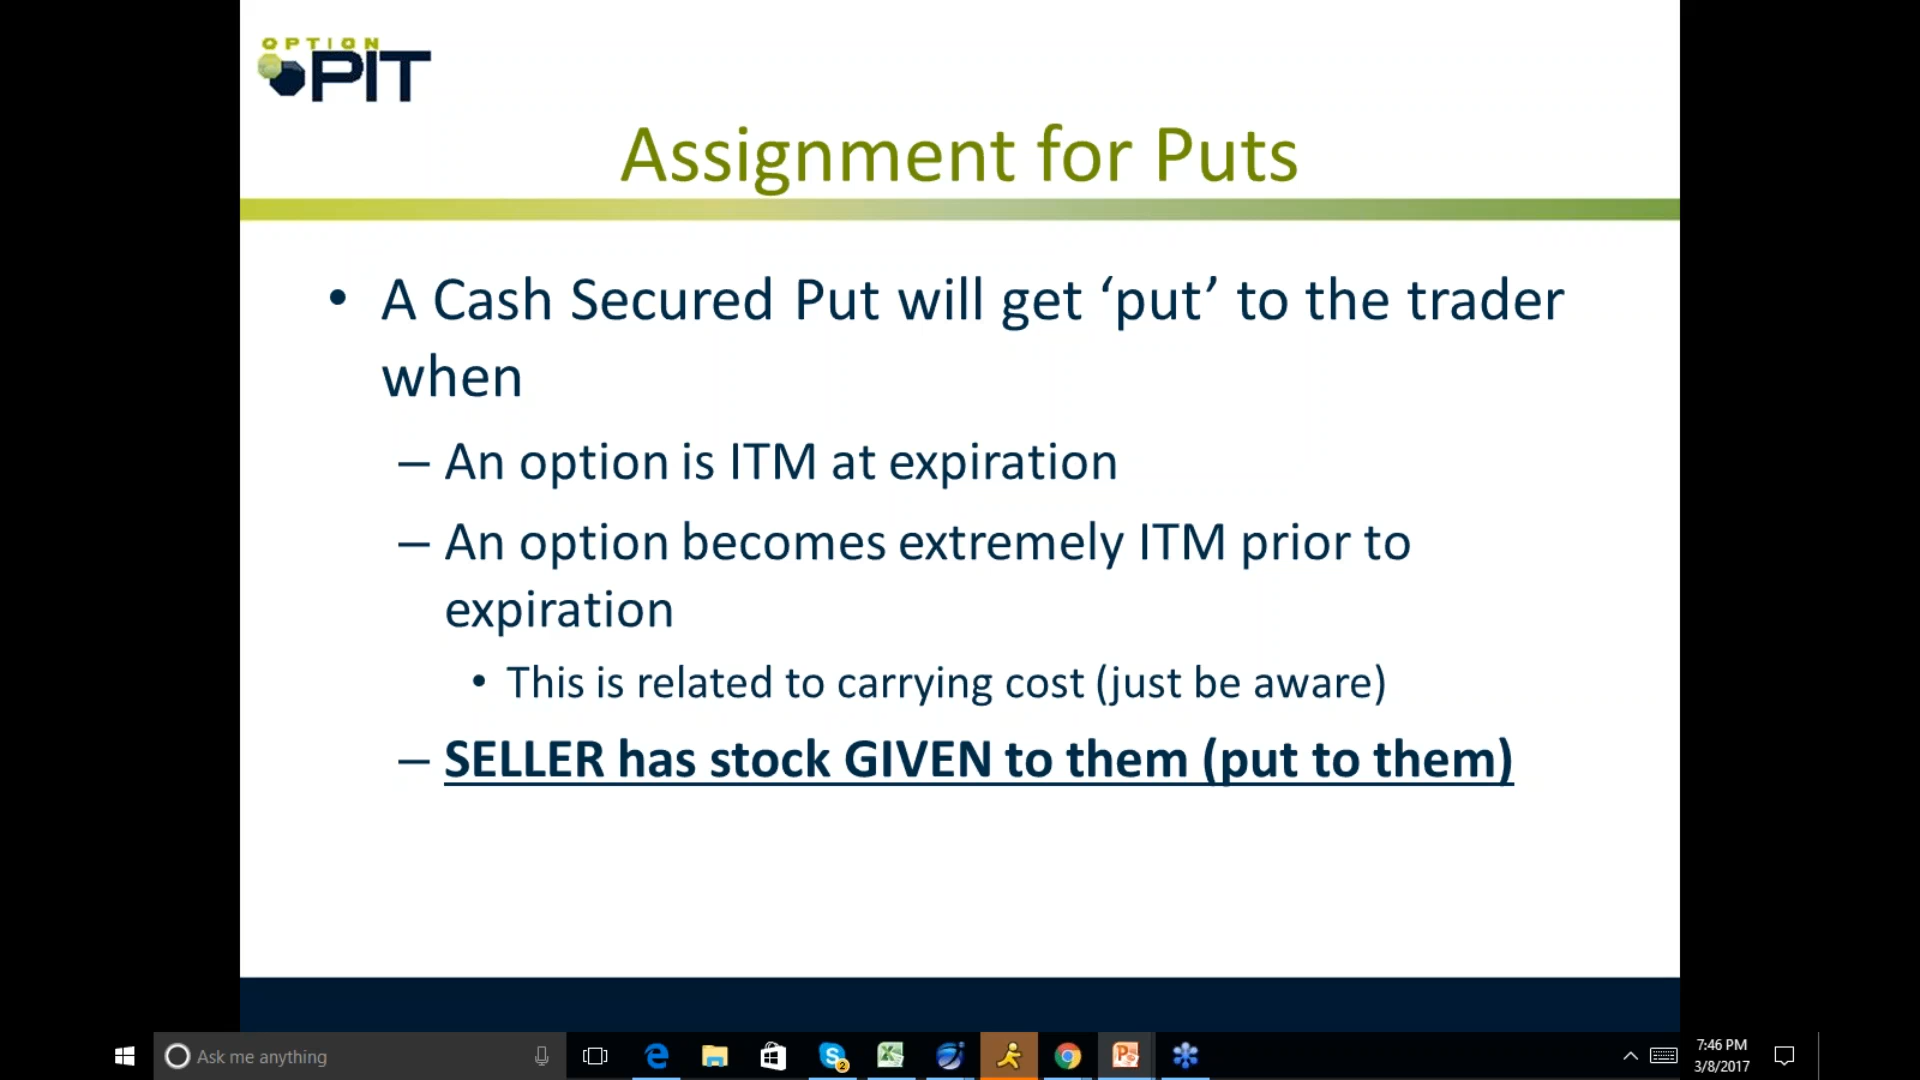 OPTION
PIT
Assignment for Puts
• A Cash Secured Put will get ‘put’ to the trader
when
– An option is ITM at expiration
– An option becomes extremely ITM prior to
expiration
• This is related to carrying cost (just be aware)
– SELLER has stock GIVEN to them (put to them)
Ask me anything
2
7:46 PM
3/8/2017